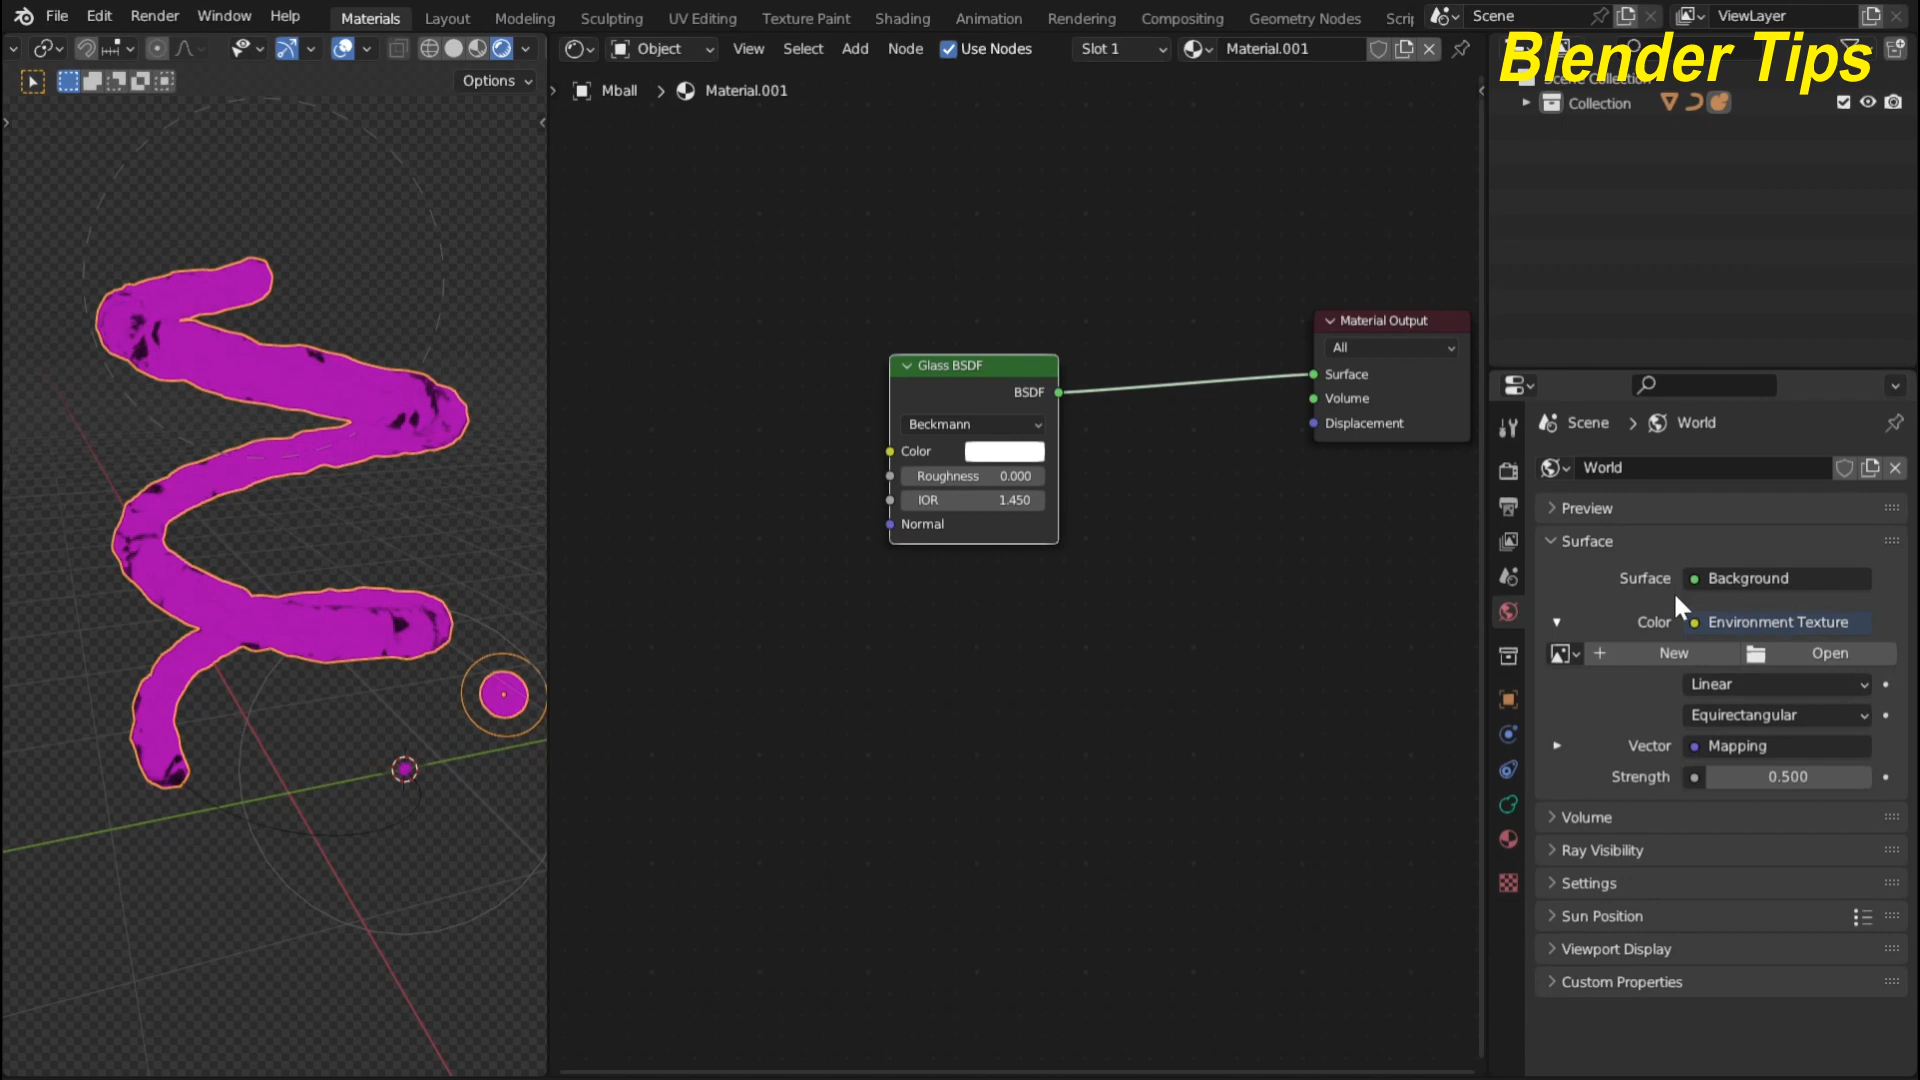 File Edit Render Window Help Materials Layout Modeling Sculpting UV Editing Texture Paint Shading Animation Rendering Compositing Geometry Nodes Scrip Scene ViewLayer
Object View Select Add Node Use Nodes Slot 1 Material.001
Blender Tips
Options
Mball > Material.001
Scene Collection
Collection
Material Output
All
Surface
Volume
Displacement
Glass BSDF
BSDF
Beckmann
Color
Roughness 0.000
IOR 1.450
Normal
Scene > World
World
Preview
Surface
Surface Background
Color Environment Texture
New Open
Linear
Equirectangular
Vector Mapping
Strength 0.500
Volume
Ray Visibility
Settings
Sun Position
Viewport Display
Custom Properties